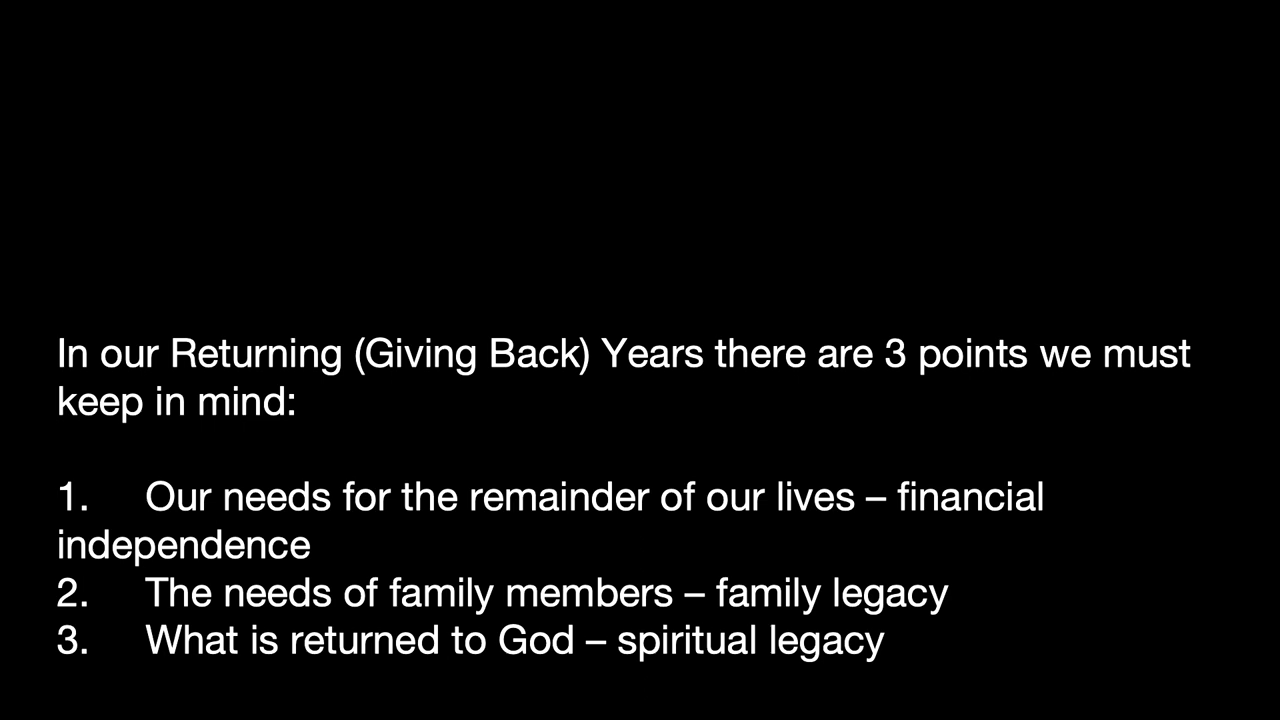 In our Returning (Giving Back) Years there are 3 points we must
keep in mind:
1. Our needs for the remainder of our lives – financial
independence
2. The needs of family members – family legacy
3. What is returned to God – spiritual legacy